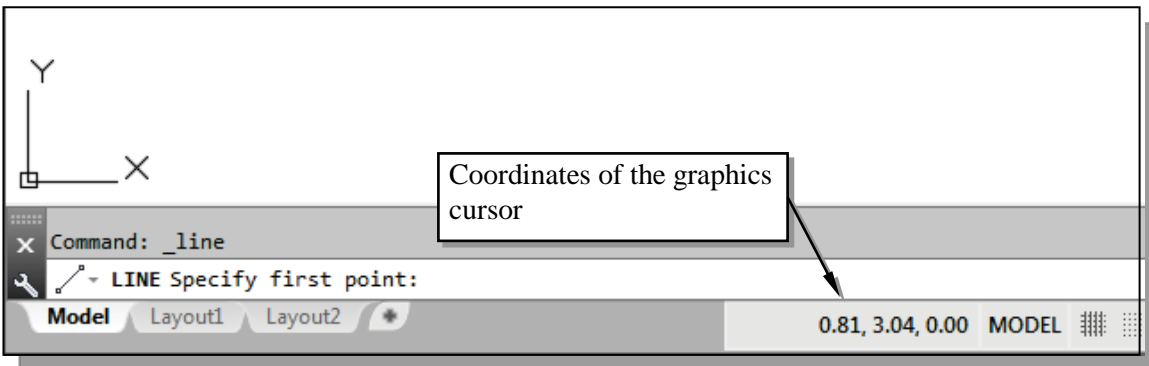 Y
X
Coordinates of the graphics
cursor
Command: _line
LINE Specify first point:
Model Layout1 Layout2 +
0.81, 3.04, 0.00 MODEL